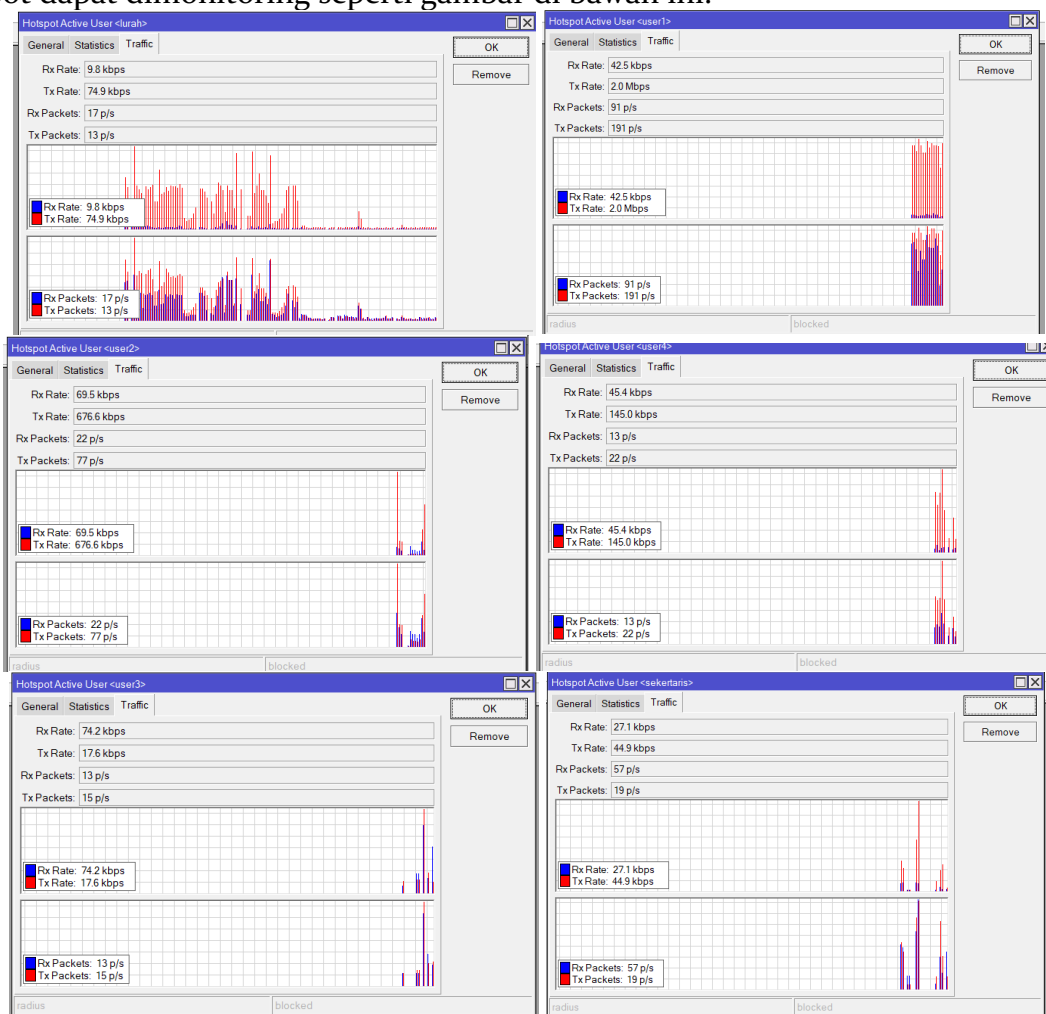 ot dapat dimonitoring seperti gambar di bawah ini.
Hotspot Active User <lurah>
General Statistics Traffic
OK
Remove
Rx Rate: 9.8 kbps
Tx Rate: 74.9 kbps
Rx Packets: 17 p/s
Tx Packets: 13 p/s
Rx Rate: 9.8 kbps
Tx Rate: 74.9 kbps
Rx Packets: 17 p/s
Tx Packets: 13 p/s
Hotspot Active User <user1>
General Statistics Traffic
OK
Remove
Rx Rate: 42.5 kbps
Tx Rate: 2.0 Mbps
Rx Packets: 91 p/s
Tx Packets: 191 p/s
Rx Rate: 42.5 kbps
Tx Rate: 2.0 Mbps
Rx Packets: 91 p/s
Tx Packets: 191 p/s
radius blocked
Hotspot Active User <user2>
General Statistics Traffic
OK
Remove
Rx Rate: 69.5 kbps
Tx Rate: 676.6 kbps
Rx Packets: 22 p/s
Tx Packets: 77 p/s
Rx Rate: 69.5 kbps
Tx Rate: 676.6 kbps
Rx Packets: 22 p/s
Tx Packets: 77 p/s
radius blocked
Hotspot Active User <user4>
General Statistics Traffic
OK
Remove
Rx Rate: 45.4 kbps
Tx Rate: 145.0 kbps
Rx Packets: 13 p/s
Tx Packets: 22 p/s
Rx Rate: 45.4 kbps
Tx Rate: 145.0 kbps
Rx Packets: 13 p/s
Tx Packets: 22 p/s
radius blocked
Hotspot Active User <user3>
General Statistics Traffic
OK
Remove
Rx Rate: 74.2 kbps
Tx Rate: 17.6 kbps
Rx Packets: 13 p/s
Tx Packets: 15 p/s
Rx Rate: 74.2 kbps
Tx Rate: 17.6 kbps
Rx Packets: 13 p/s
Tx Packets: 15 p/s
radius blocked
Hotspot Active User <sekertaris>
General Statistics Traffic
OK
Remove
Rx Rate: 27.1 kbps
Tx Rate: 44.9 kbps
Rx Packets: 57 p/s
Tx Packets: 19 p/s
Rx Rate: 27.1 kbps
Tx Rate: 44.9 kbps
Rx Packets: 57 p/s
Tx Packets: 19 p/s
radius blocked